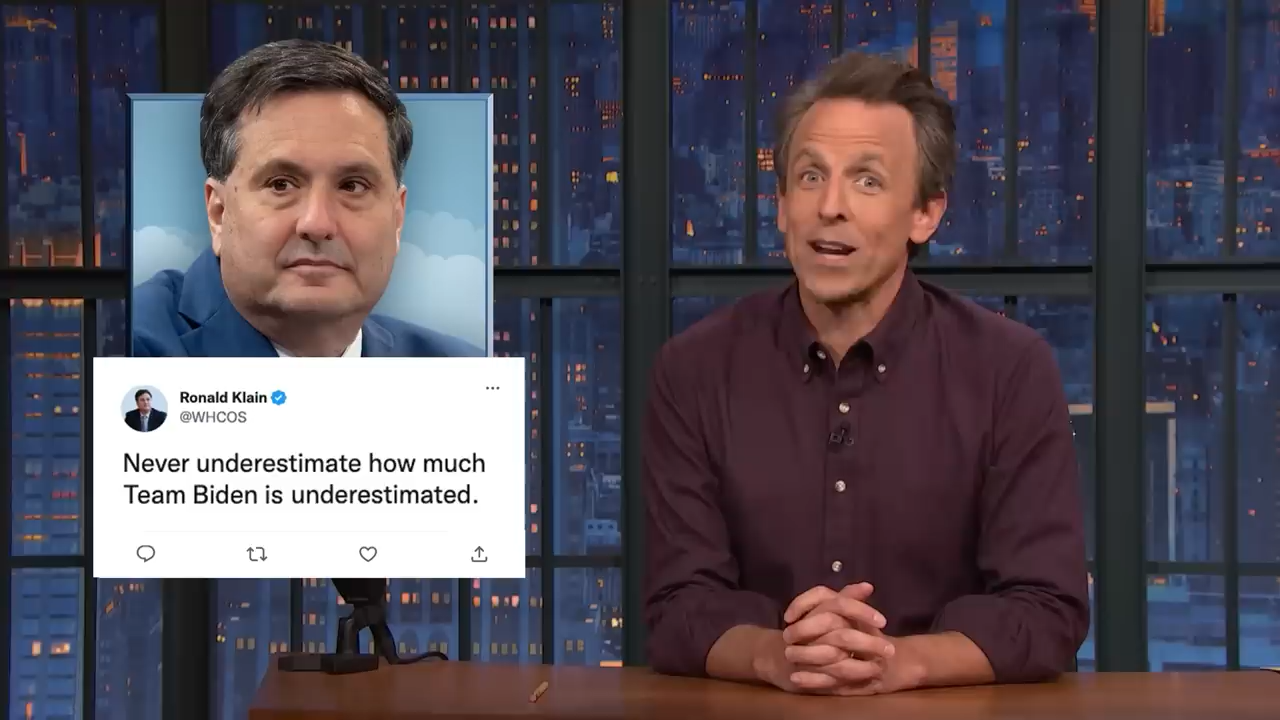 Ronald Klain
@WHCOS
Never underestimate how much
Team Biden is underestimated.